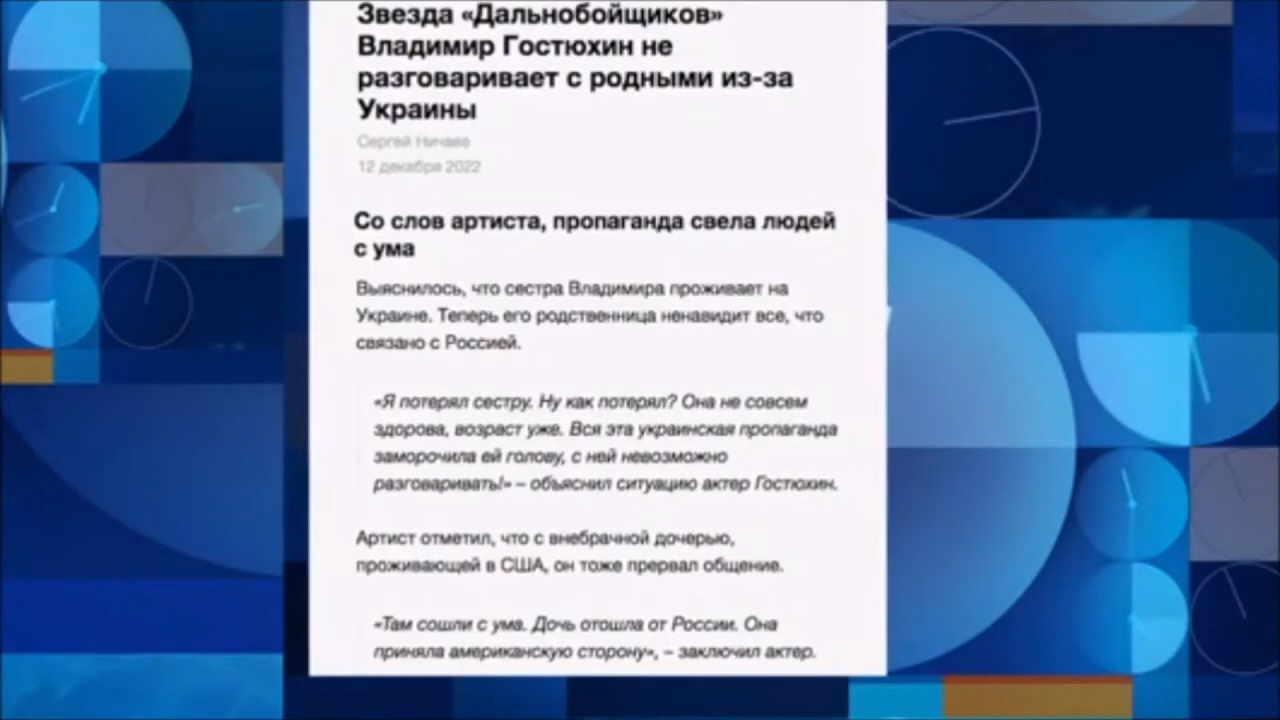 Звезда «Дальнобойщиков»
Владимир Гостюхин не
разговаривает с родными из-за
Украины
Сергей Ничаев
12 декабря 2022
Со слов артиста, пропаганда свела людей
с ума
Выяснилось, что сестра Владимира проживает на
Украине. Теперь его родственница ненавидит все, что
связано с Россией.
«Я потерял сестру. Ну как потерял? Она не совсем
здорова, возраст уже. Вся эта украинская пропаганда
заморочила ей голову, с ней невозможно
разговаривать!» – объяснил ситуацию актер Гостюхин.
Артист отметил, что с внебрачной дочерью,
проживающей в США, он тоже прервал общение.
«Там сошли с ума. Дочь отошла от России. Она
приняла американскую сторону», – заключил актер.